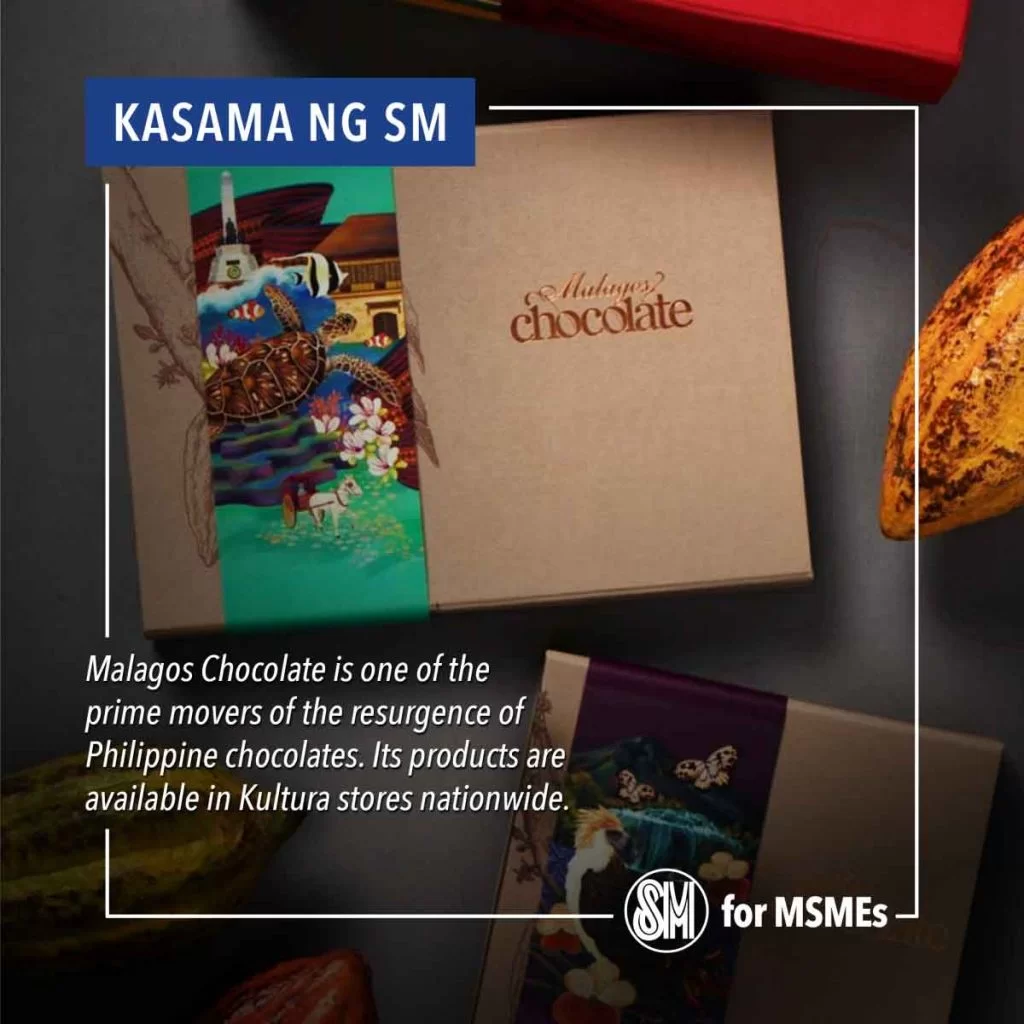 KASAMA NG SM
Malagos
chocolate
Malagos Chocolate is one of the
prime movers of the resurgence of
Philippine chocolates. Its products are
available in Kultura stores nationwide.
SM for MSMEs